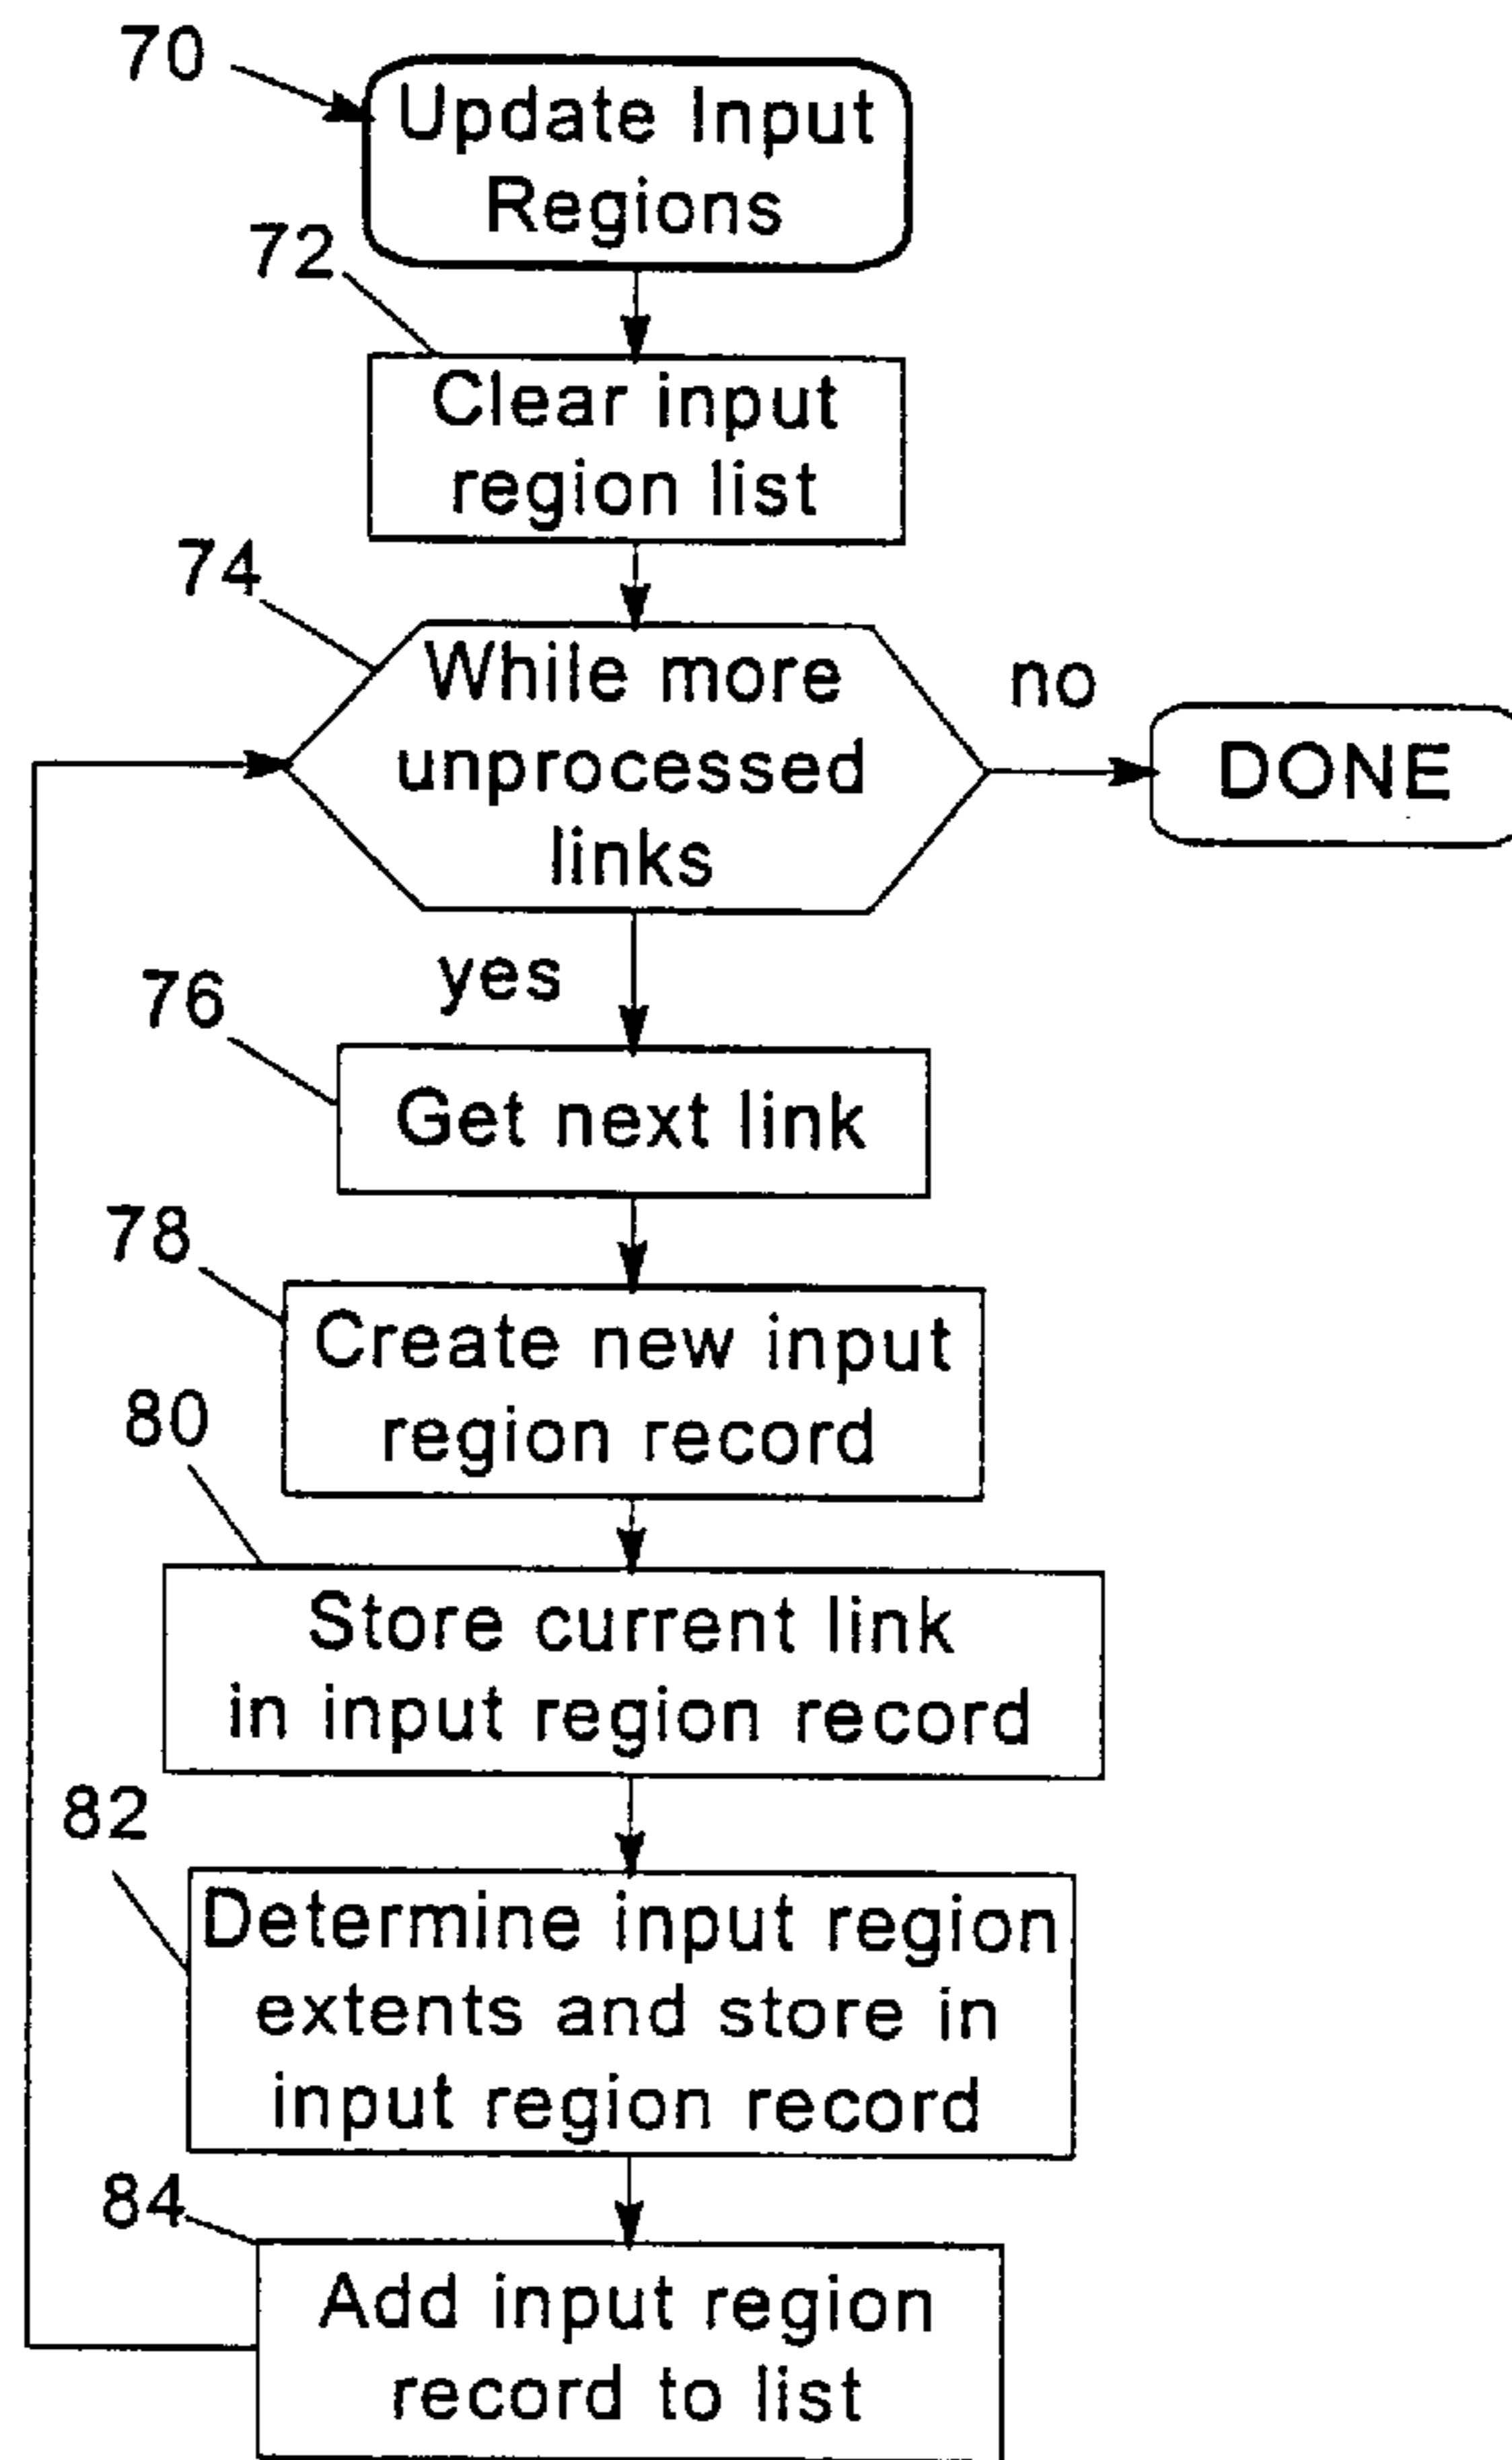 70
Update Input
Regions
72
Clear input
region list
74
While more
unprocessed
links
no
DONE
yes
76
Get next link
78
Create new input
region record
80
Store current link
in input region record
82
Determine input region
extents and store in
input region record
84
Add input region
record to list